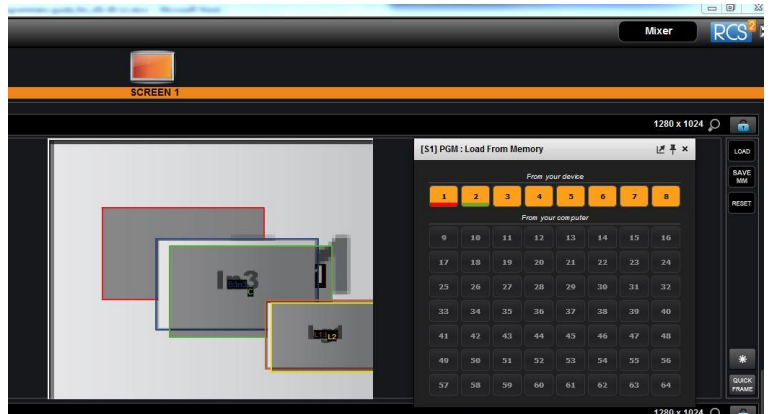 Mixer
RCS²
SCREEN 1
1280 x 1024
[S1] PGM : Load From Memory
LOAD
From your device
SAVE MM
1 2 3 4 5 6 7 8
RESET
From your computer
9 10 11 12 13 14 15 16
17 18 19 20 21 22 23 24
25 26 27 28 29 30 31 32
33 34 35 36 37 38 39 40
41 42 43 44 45 46 47 48
49 50 51 52 53 54 55 56
57 58 59 60 61 62 63 64
In3
L2
QUICK FRAME
1280 x 1024